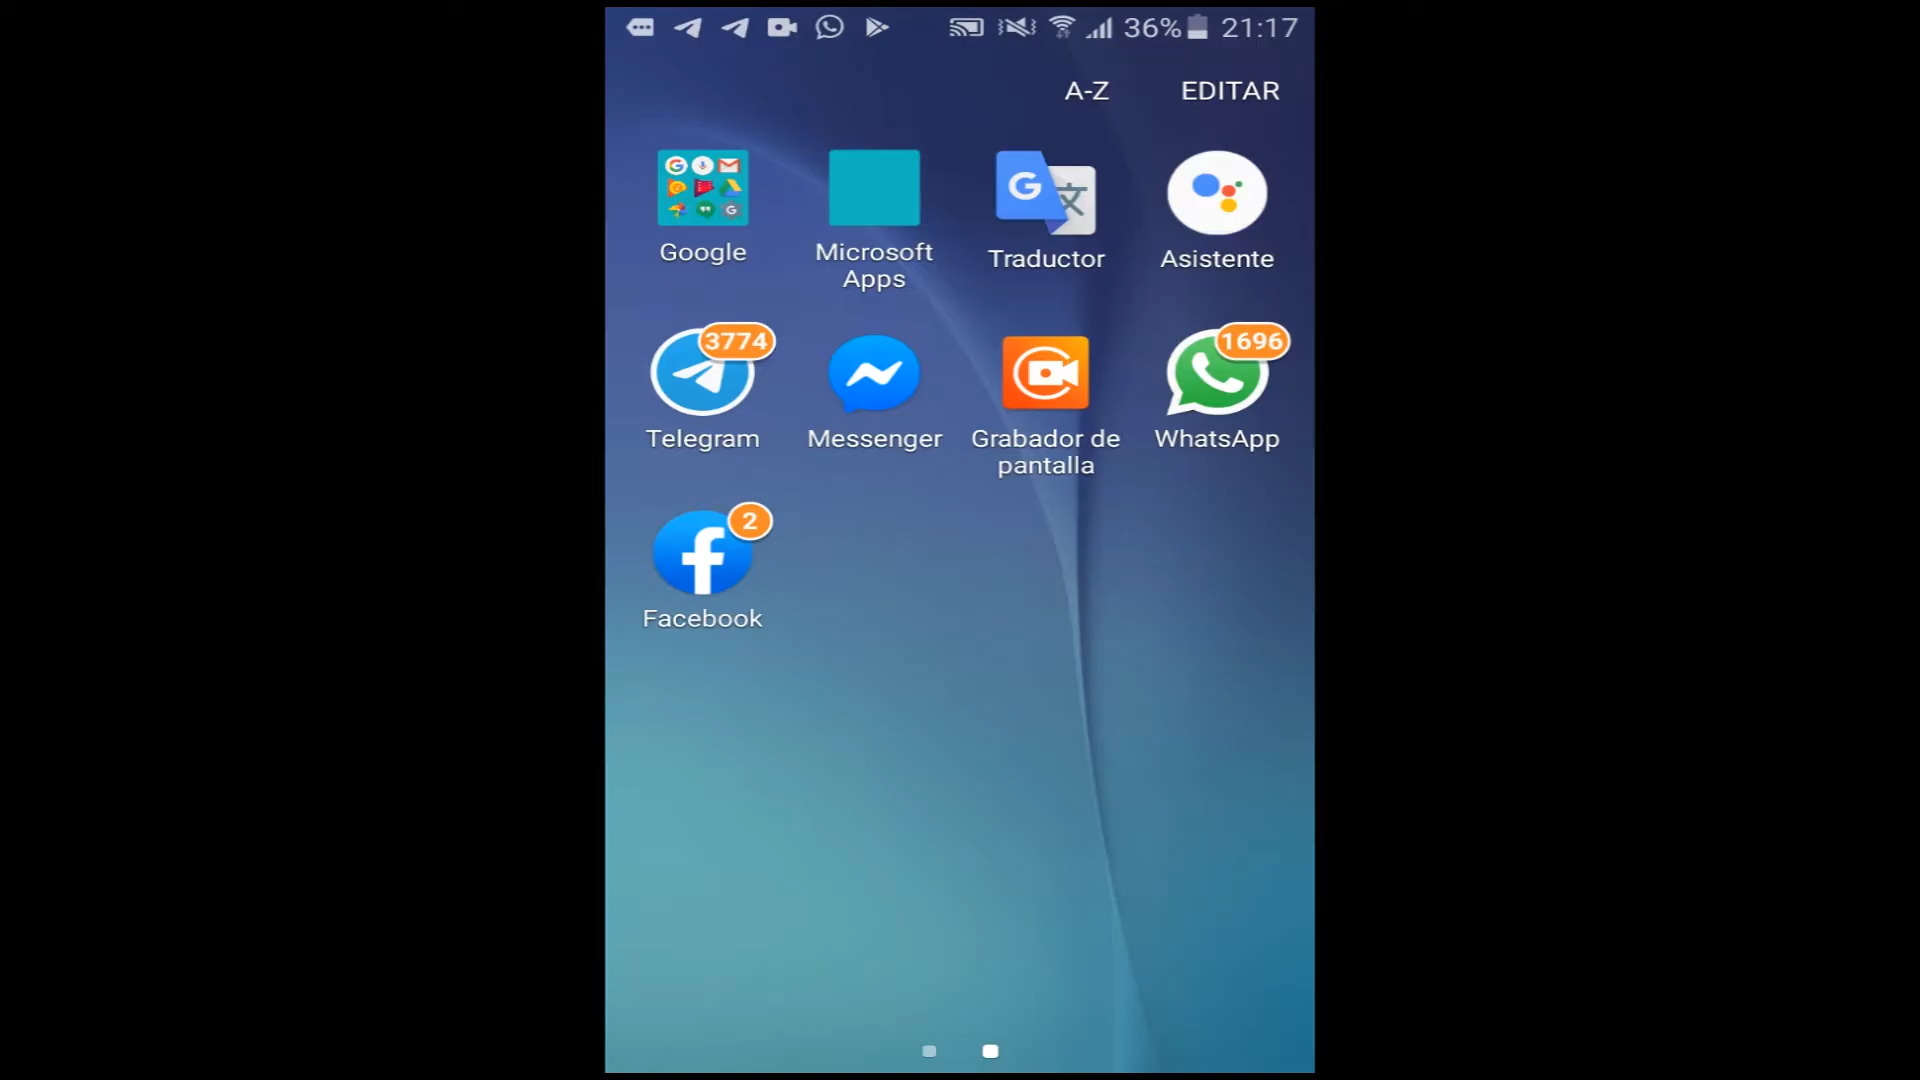 36% 21:17
A-Z EDITAR
Google
Microsoft
Apps
Traductor
Asistente
3774
1696
Telegram
Messenger
Grabador de
pantalla
WhatsApp
2
Facebook